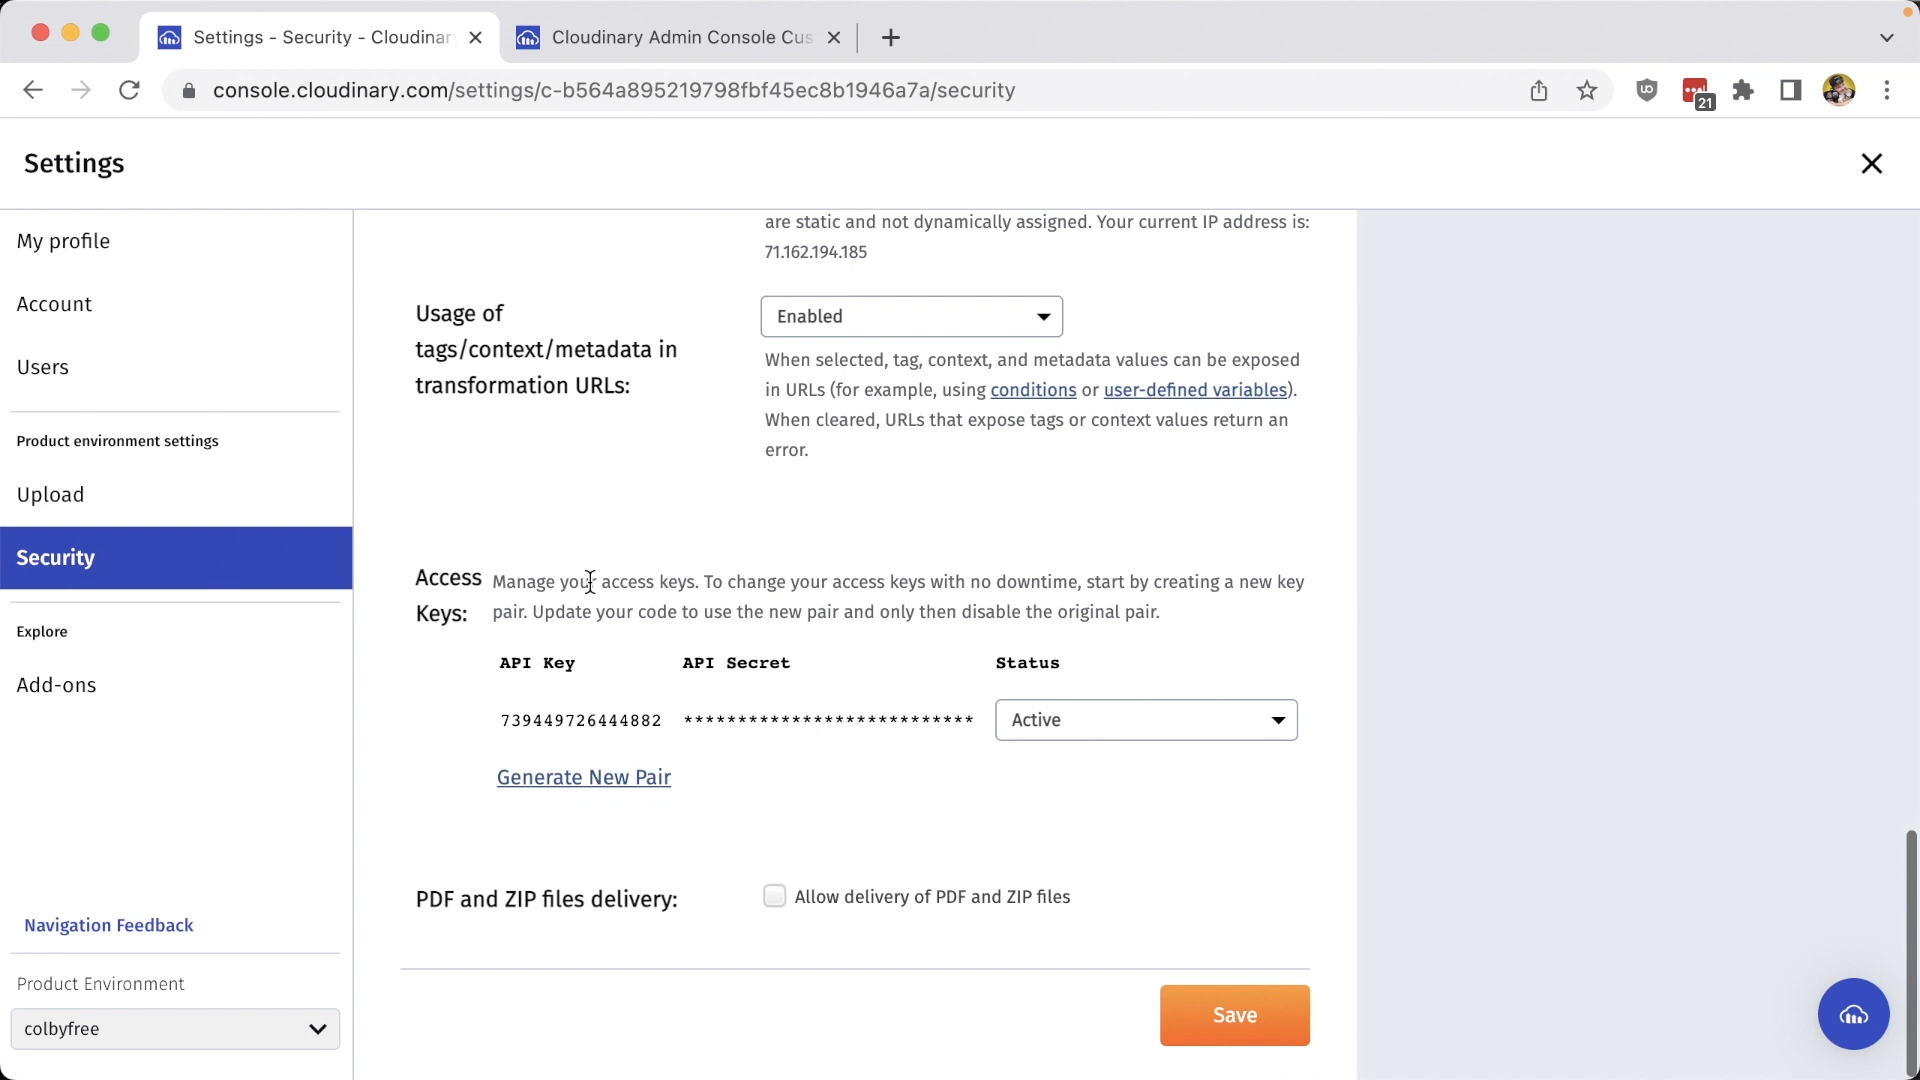 Settings - Security - Cloudinar
Cloudinary Admin Console Cus
console.cloudinary.com/settings/c-b564a895219798fbf45ec8b1946a7a/security
21
Settings
My profile
Account
Users
Product environment settings
Upload
Security
Explore
Add-ons
Navigation Feedback
Product Environment
colbyfree
are static and not dynamically assigned. Your current IP address is:
71.162.194.185
Usage of
tags/context/metadata in
transformation URLs:
Enabled
When selected, tag, context, and metadata values can be exposed
in URLs (for example, using conditions or user-defined variables).
When cleared, URLs that expose tags or context values return an
error.
Access
Keys:
Manage your access keys. To change your access keys with no downtime, start by creating a new key
pair. Update your code to use the new pair and only then disable the original pair.
API Key API Secret Status
739449726444882 *************************** Active
Generate New Pair
PDF and ZIP files delivery:
Allow delivery of PDF and ZIP files
Save